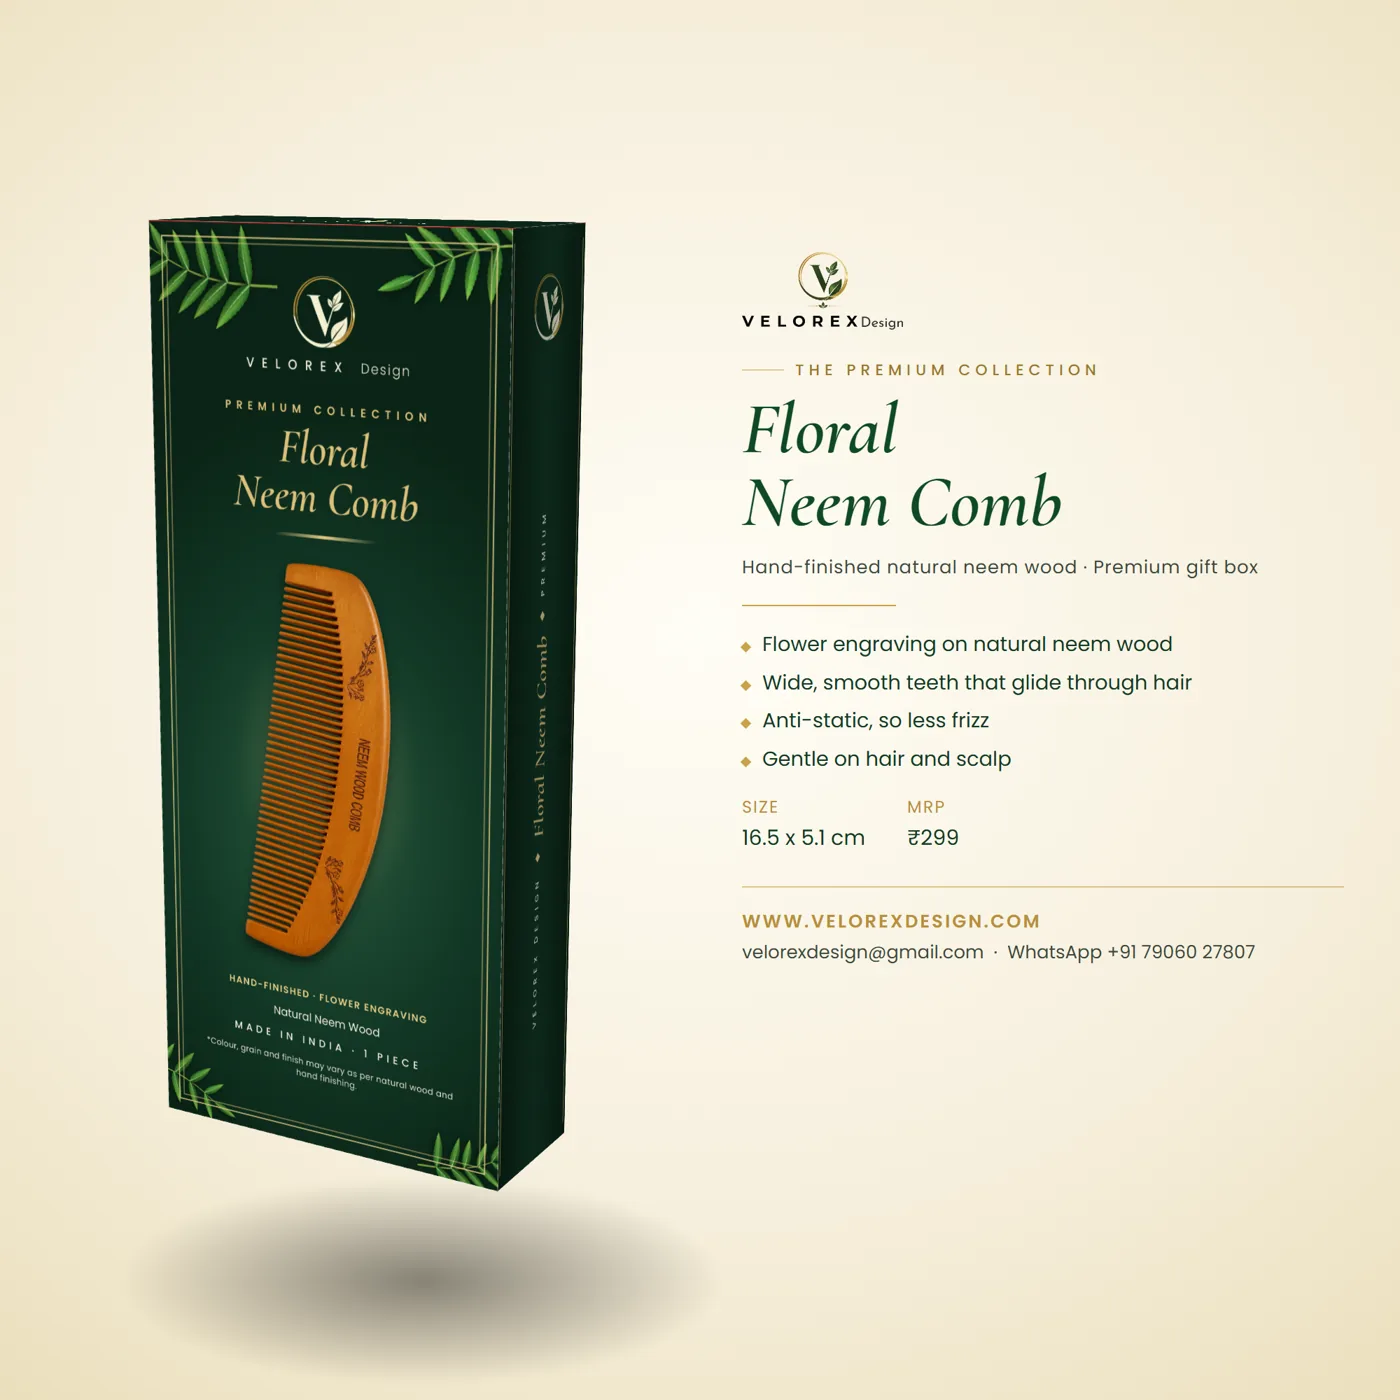 V
VELOREX Design
PREMIUM COLLECTION
Floral
Neem Comb
NEEM WOOD COMB
HAND-FINISHED · FLOWER ENGRAVING
Natural Neem Wood
MADE IN INDIA · 1 PIECE
*Colour, grain and finish may vary as per natural wood and
hand finishing.
V
VELOREX DESIGN ◆ Floral Neem Comb ◆ PREMIUM
V
VELOREX Design
THE PREMIUM COLLECTION
Floral
Neem Comb
Hand-finished natural neem wood · Premium gift box
◆ Flower engraving on natural neem wood
◆ Wide, smooth teeth that glide through hair
◆ Anti-static, so less frizz
◆ Gentle on hair and scalp
SIZE MRP
16.5 x 5.1 cm ₹299
WWW.VELOREXDESIGN.COM
velorexdesign@gmail.com · WhatsApp +91 79060 27807